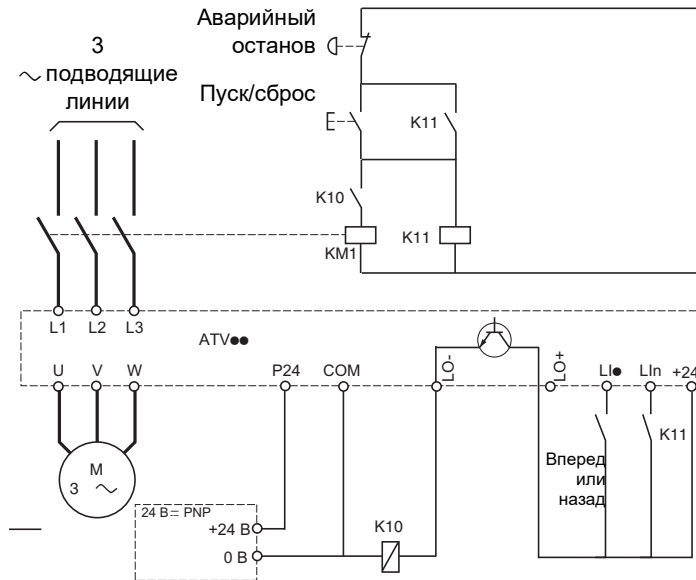 Аварийный
останов
3
～ подводящие
линии
Пуск/сброс
K11
K10
KM1
K11
L1 L2 L3
ATV●●
LO-
LO+
U V W
P24 COM
LI● LIn +24
K11
M
3 ～
Вперед
или
назад
24 В⎓ PNP
+24 В
0 В
K10